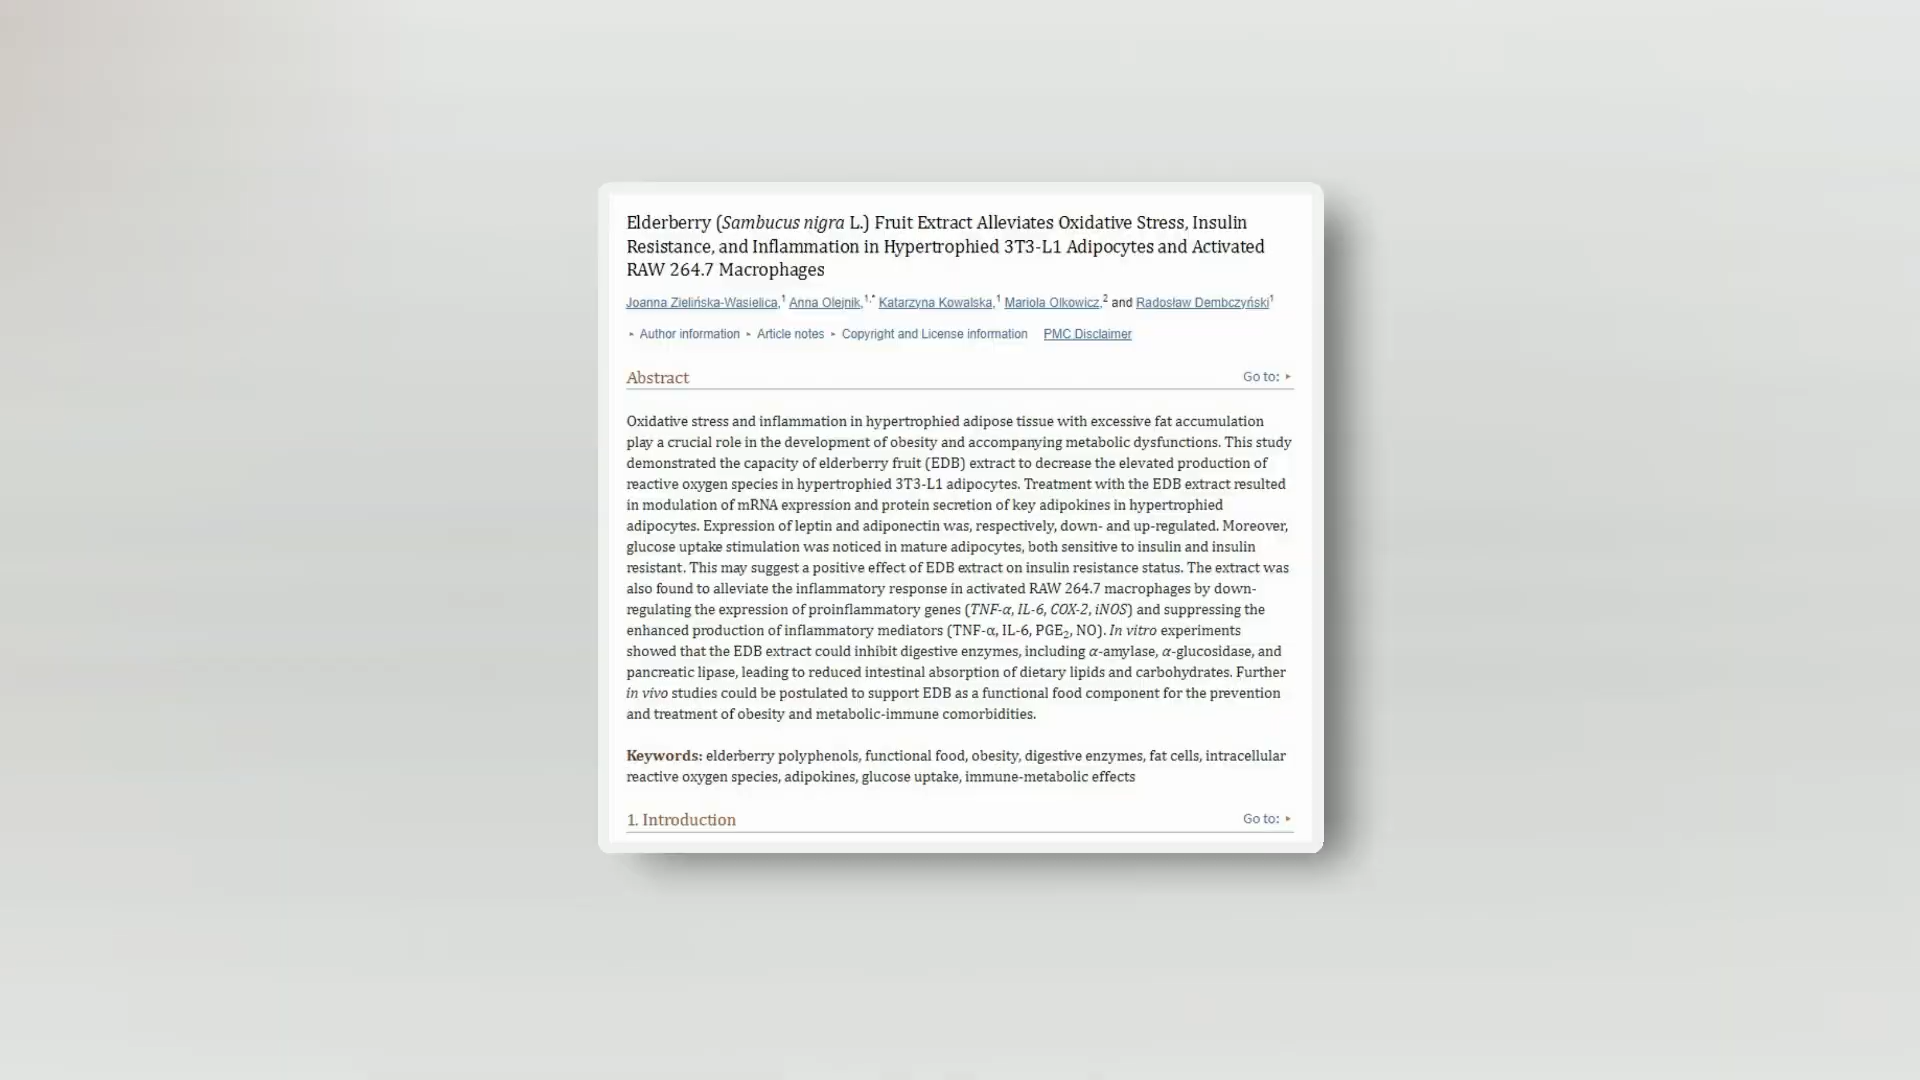 Elderberry (Sambucus nigra L.) Fruit Extract Alleviates Oxidative Stress, Insulin
Resistance, and Inflammation in Hypertrophied 3T3-L1 Adipocytes and Activated
RAW 264.7 Macrophages
Joanna Zielińska-Wasielica,1 Anna Olejnik,1,* Katarzyna Kowalska,1 Mariola Olkowicz,2 and Radosław Dembczyński1
▸ Author information ▸ Article notes ▸ Copyright and License information PMC Disclaimer
Abstract Go to: ▸
Oxidative stress and inflammation in hypertrophied adipose tissue with excessive fat accumulation
play a crucial role in the development of obesity and accompanying metabolic dysfunctions. This study
demonstrated the capacity of elderberry fruit (EDB) extract to decrease the elevated production of
reactive oxygen species in hypertrophied 3T3-L1 adipocytes. Treatment with the EDB extract resulted
in modulation of mRNA expression and protein secretion of key adipokines in hypertrophied
adipocytes. Expression of leptin and adiponectin was, respectively, down- and up-regulated. Moreover,
glucose uptake stimulation was noticed in mature adipocytes, both sensitive to insulin and insulin
resistant. This may suggest a positive effect of EDB extract on insulin resistance status. The extract was
also found to alleviate the inflammatory response in activated RAW 264.7 macrophages by down-
regulating the expression of proinflammatory genes (TNF-α, IL-6, COX-2, iNOS) and suppressing the
enhanced production of inflammatory mediators (TNF-α, IL-6, PGE2, NO). In vitro experiments
showed that the EDB extract could inhibit digestive enzymes, including α-amylase, α-glucosidase, and
pancreatic lipase, leading to reduced intestinal absorption of dietary lipids and carbohydrates. Further
in vivo studies could be postulated to support EDB as a functional food component for the prevention
and treatment of obesity and metabolic-immune comorbidities.
Keywords: elderberry polyphenols, functional food, obesity, digestive enzymes, fat cells, intracellular
reactive oxygen species, adipokines, glucose uptake, immune-metabolic effects
1. Introduction Go to: ▸